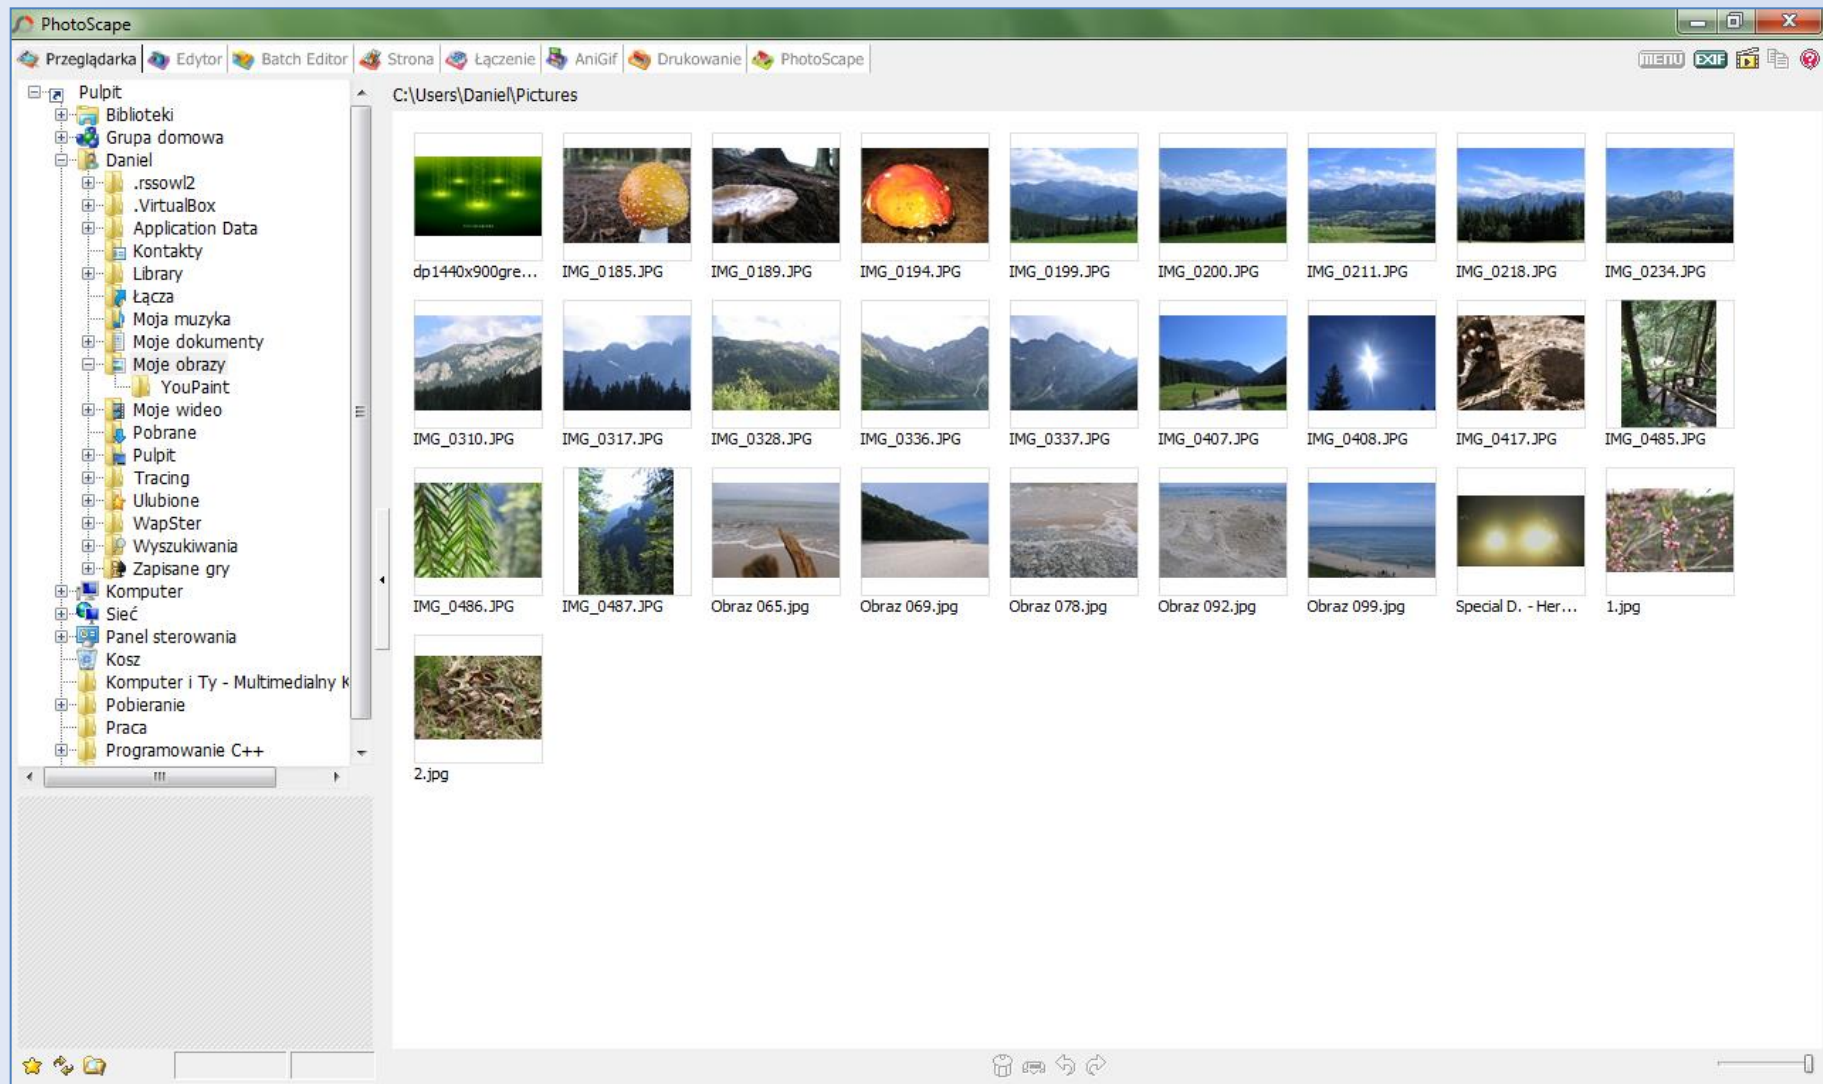 PhotoScape
Przeglądarka Edytor Batch Editor Strona Łączenie AniGif Drukowanie PhotoScape
MENU EXIF
Pulpit
Biblioteki
Grupa domowa
Daniel
.rssowl2
.VirtualBox
Application Data
Kontakty
Library
Łącza
Moja muzyka
Moje dokumenty
Moje obrazy
YouPaint
Moje wideo
Pobrane
Pulpit
Tracing
Ulubione
WapSter
Wyszukiwania
Zapisane gry
Komputer
Sieć
Panel sterowania
Kosz
Komputer i Ty - Multimedialny K
Pobieranie
Praca
Programowanie C++
C:\Users\Daniel\Pictures
dp1440x900gre... IMG_0185.JPG IMG_0189.JPG IMG_0194.JPG IMG_0199.JPG IMG_0200.JPG IMG_0211.JPG IMG_0218.JPG IMG_0234.JPG
IMG_0310.JPG IMG_0317.JPG IMG_0328.JPG IMG_0336.JPG IMG_0337.JPG IMG_0407.JPG IMG_0408.JPG IMG_0417.JPG IMG_0485.JPG
IMG_0486.JPG IMG_0487.JPG Obraz 065.jpg Obraz 069.jpg Obraz 078.jpg Obraz 092.jpg Obraz 099.jpg Special D. - Her... 1.jpg
2.jpg